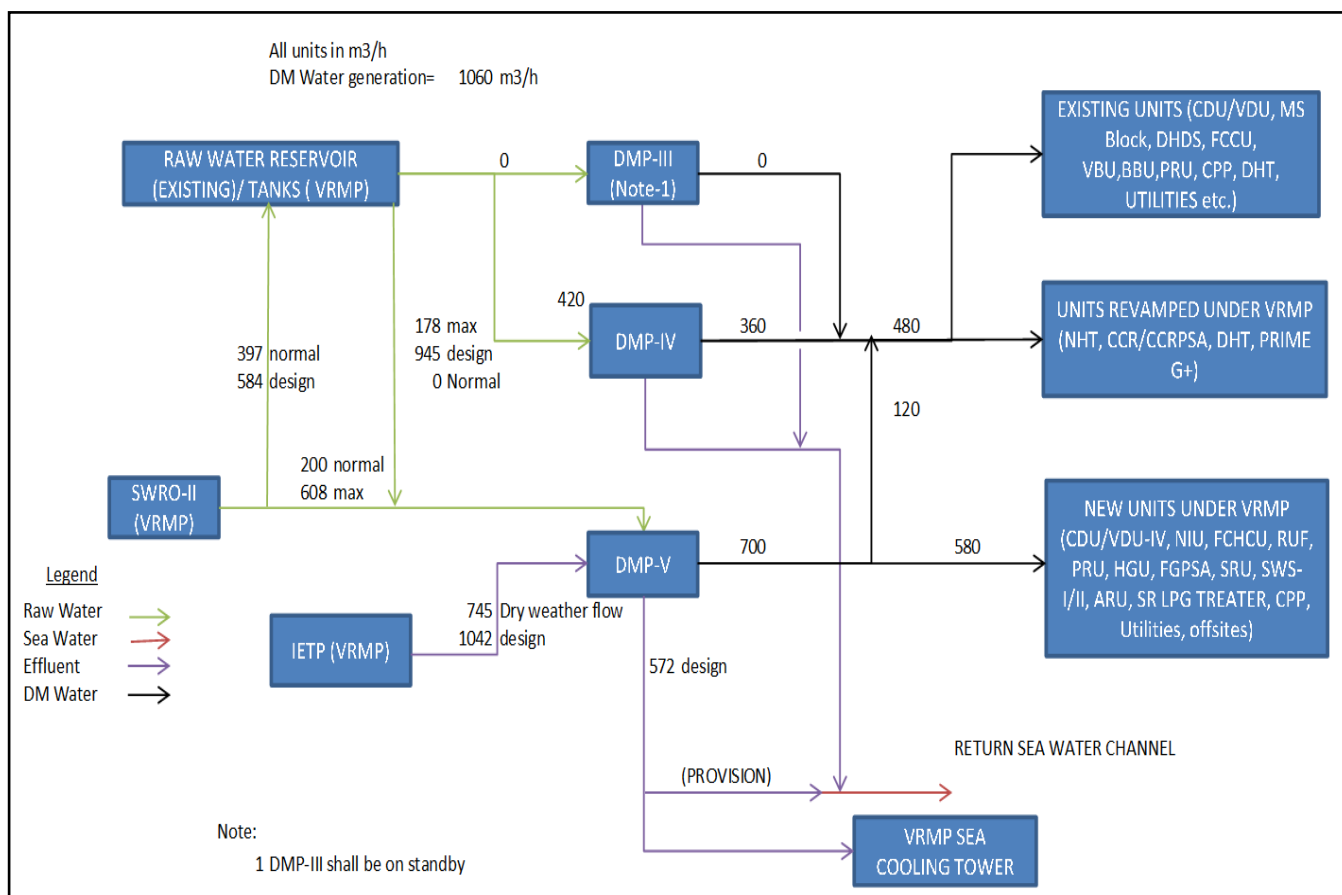 All units in m3/h
DM Water generation= 1060 m3/h
RAW WATER RESERVOIR
(EXISTING)/ TANKS ( VRMP)
0
DMP-III
(Note-1)
0
EXISTING UNITS (CDU/VDU, MS
Block, DHDS, FCCU,
VBU,BBU,PRU, CPP, DHT,
UTILITIES etc.)
397 normal
584 design
178 max
945 design
0 Normal
420
DMP-IV
360
480
UNITS REVAMPED UNDER VRMP
(NHT, CCR/CCRPSA, DHT, PRIME
G+)
120
SWRO-II
(VRMP)
200 normal
608 max
DMP-V
700
580
NEW UNITS UNDER VRMP
(CDU/VDU-IV, NIU, FCHCU, RUF,
PRU, HGU, FGPSA, SRU, SWS-
I/II, ARU, SR LPG TREATER, CPP,
Utilities, offsites)
Legend
Raw Water
Sea Water
Effluent
DM Water
IETP (VRMP)
745 Dry weather flow
1042 design
572 design
RETURN SEA WATER CHANNEL
(PROVISION)
VRMP SEA
COOLING TOWER
Note:
1 DMP-III shall be on standby